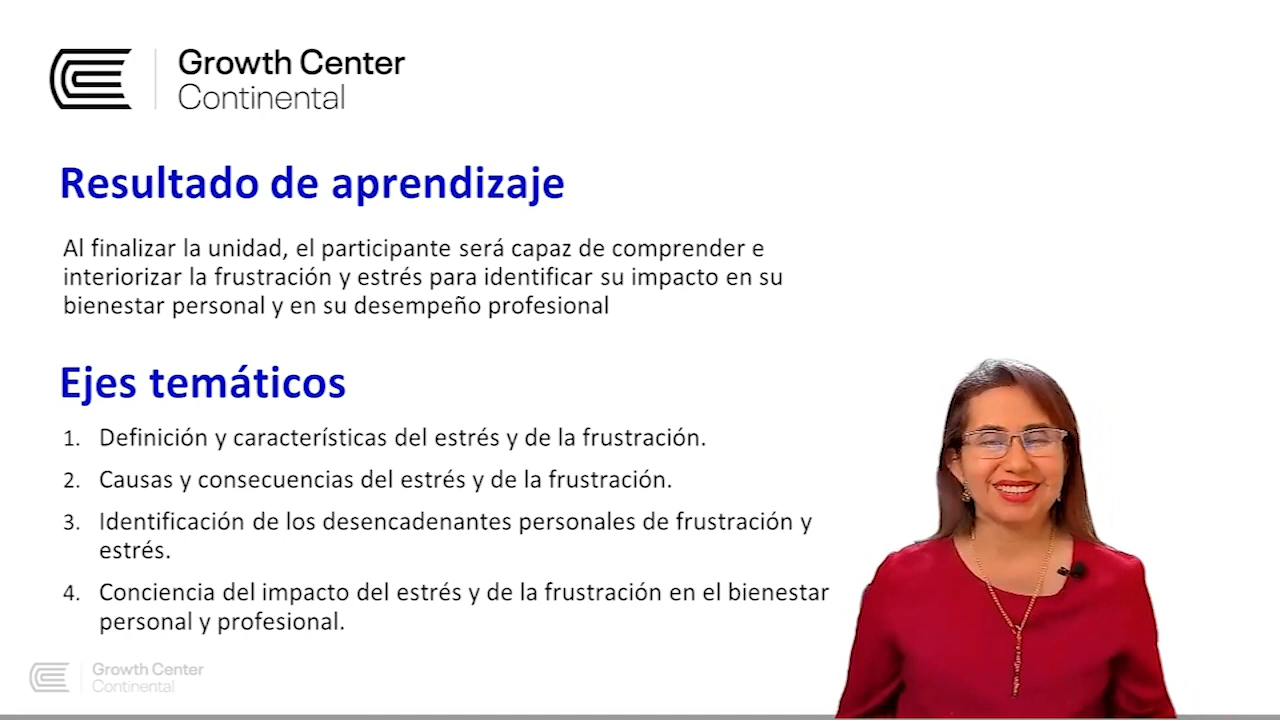 Growth Center
Continental
Resultado de aprendizaje
Al finalizar la unidad, el participante será capaz de comprender e
interiorizar la frustración y estrés para identificar su impacto en su
bienestar personal y en su desempeño profesional
Ejes temáticos
1. Definición y características del estrés y de la frustración.
2. Causas y consecuencias del estrés y de la frustración.
3. Identificación de los desencadenantes personales de frustración y
estrés.
4. Conciencia del impacto del estrés y de la frustración en el bienestar
personal y profesional.
Growth Center
Continental